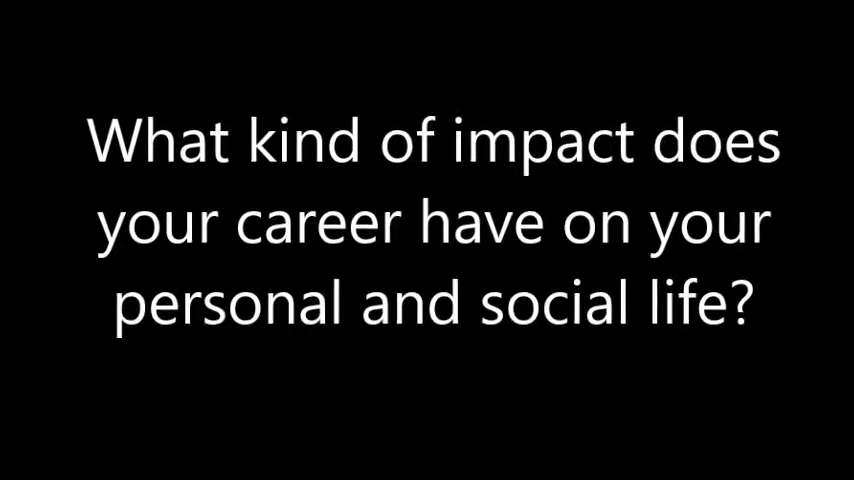 What kind of impact does
your career have on your
personal and social life?